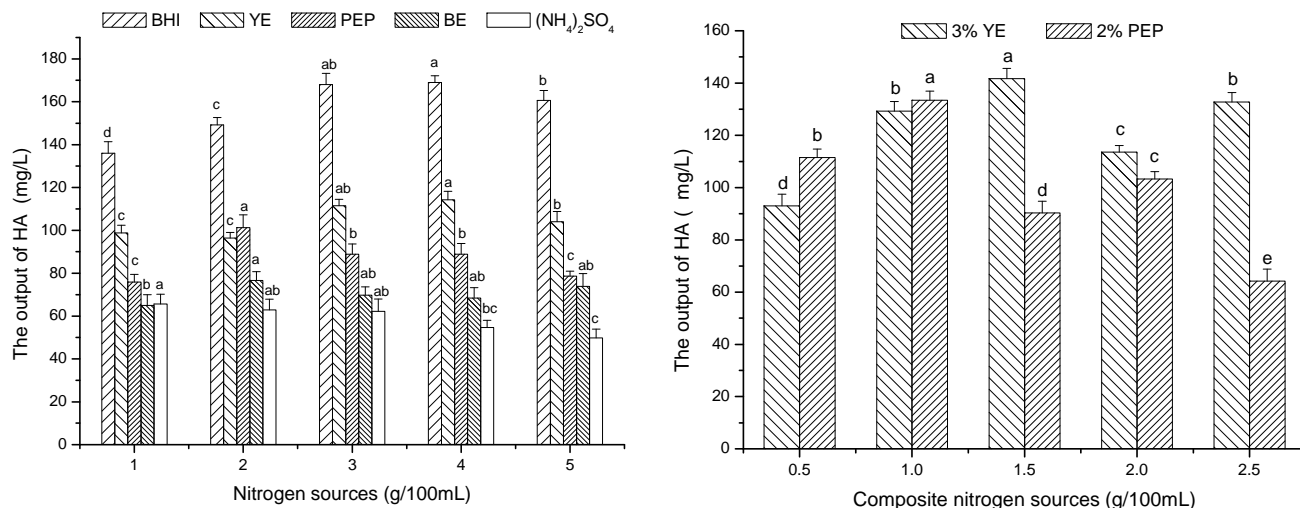 BHI YE PEP BE (NH₄)₂SO₄
The output of HA (mg/L)
180
160
140
120
100
80
60
40
20
0
d
c
c
b
a
c
c
a
a
ab
ab
ab
b
ab
ab
a
a
b
ab
bc
b
b
c
ab
c
1 2 3 4 5
Nitrogen sources (g/100mL)
3% YE 2% PEP
The output of HA ( mg/L)
160
140
120
100
80
60
40
20
0
d
b
b
a
a
d
c
c
b
e
0.5 1.0 1.5 2.0 2.5
Composite nitrogen sources (g/100mL)